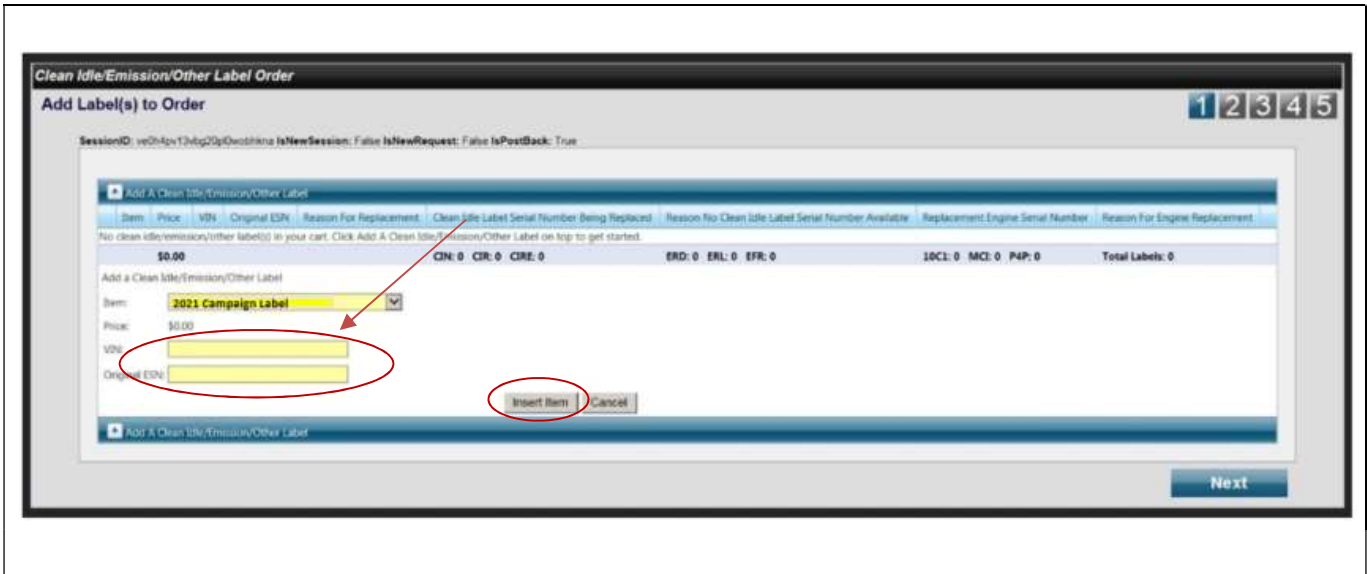 Clean Idle/Emission/Other Label Order
Add Label(s) to Order
1 2 3 4 5
SessionID: IsNewSession: False IsNewRequest: False IsPostBack: True
+ Add A Clean Idle/Emission/Other Label
Item Price VIN Original ESN Reason For Replacement Clean Idle Label Serial Number Being Replaced Reason No Clean Idle Label Serial Number Available Replacement Engine Serial Number Reason For Engine Replacement
No clean idle/emission/other label(s) in your cart. Click Add A Clean Idle/Emission/Other Label on top to get started.
$0.00 CIN: 0 CIR: 0 CIRE: 0 ERD: 0 ERL: 0 EFR: 0 10C1: 0 MCI: 0 P4P: 0 Total Labels: 0
Add a Clean Idle/Emission/Other Label
Item: 2021 Campaign Label
Price: $0.00
VIN:
Original ESN:
Insert Item Cancel
+ Add A Clean Idle/Emission/Other Label
Next